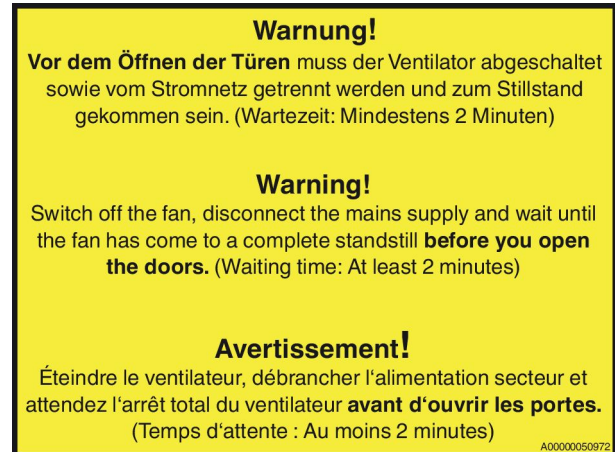 Warnung!
Vor dem Öffnen der Türen muss der Ventilator abgeschaltet
sowie vom Stromnetz getrennt werden und zum Stillstand
gekommen sein. (Wartezeit: Mindestens 2 Minuten)
Warning!
Switch off the fan, disconnect the mains supply and wait until
the fan has come to a complete standstill before you open
the doors. (Waiting time: At least 2 minutes)
Avertissement!
Éteindre le ventilateur, débrancher l‘alimentation secteur et
attendez l‘arrêt total du ventilateur avant d‘ouvrir les portes.
(Temps d‘attente : Au moins 2 minutes)
A00000050972